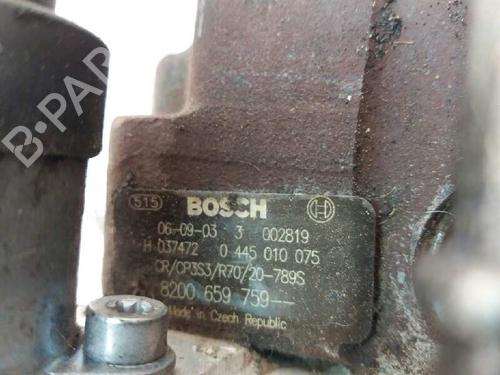 B-PARTS
515 BOSCH
06-09-03 3 002819
H 037472 0 445 010 075
CR/CP3S3/R70/20-789S
8200 659 759--
Made in Czech Republic